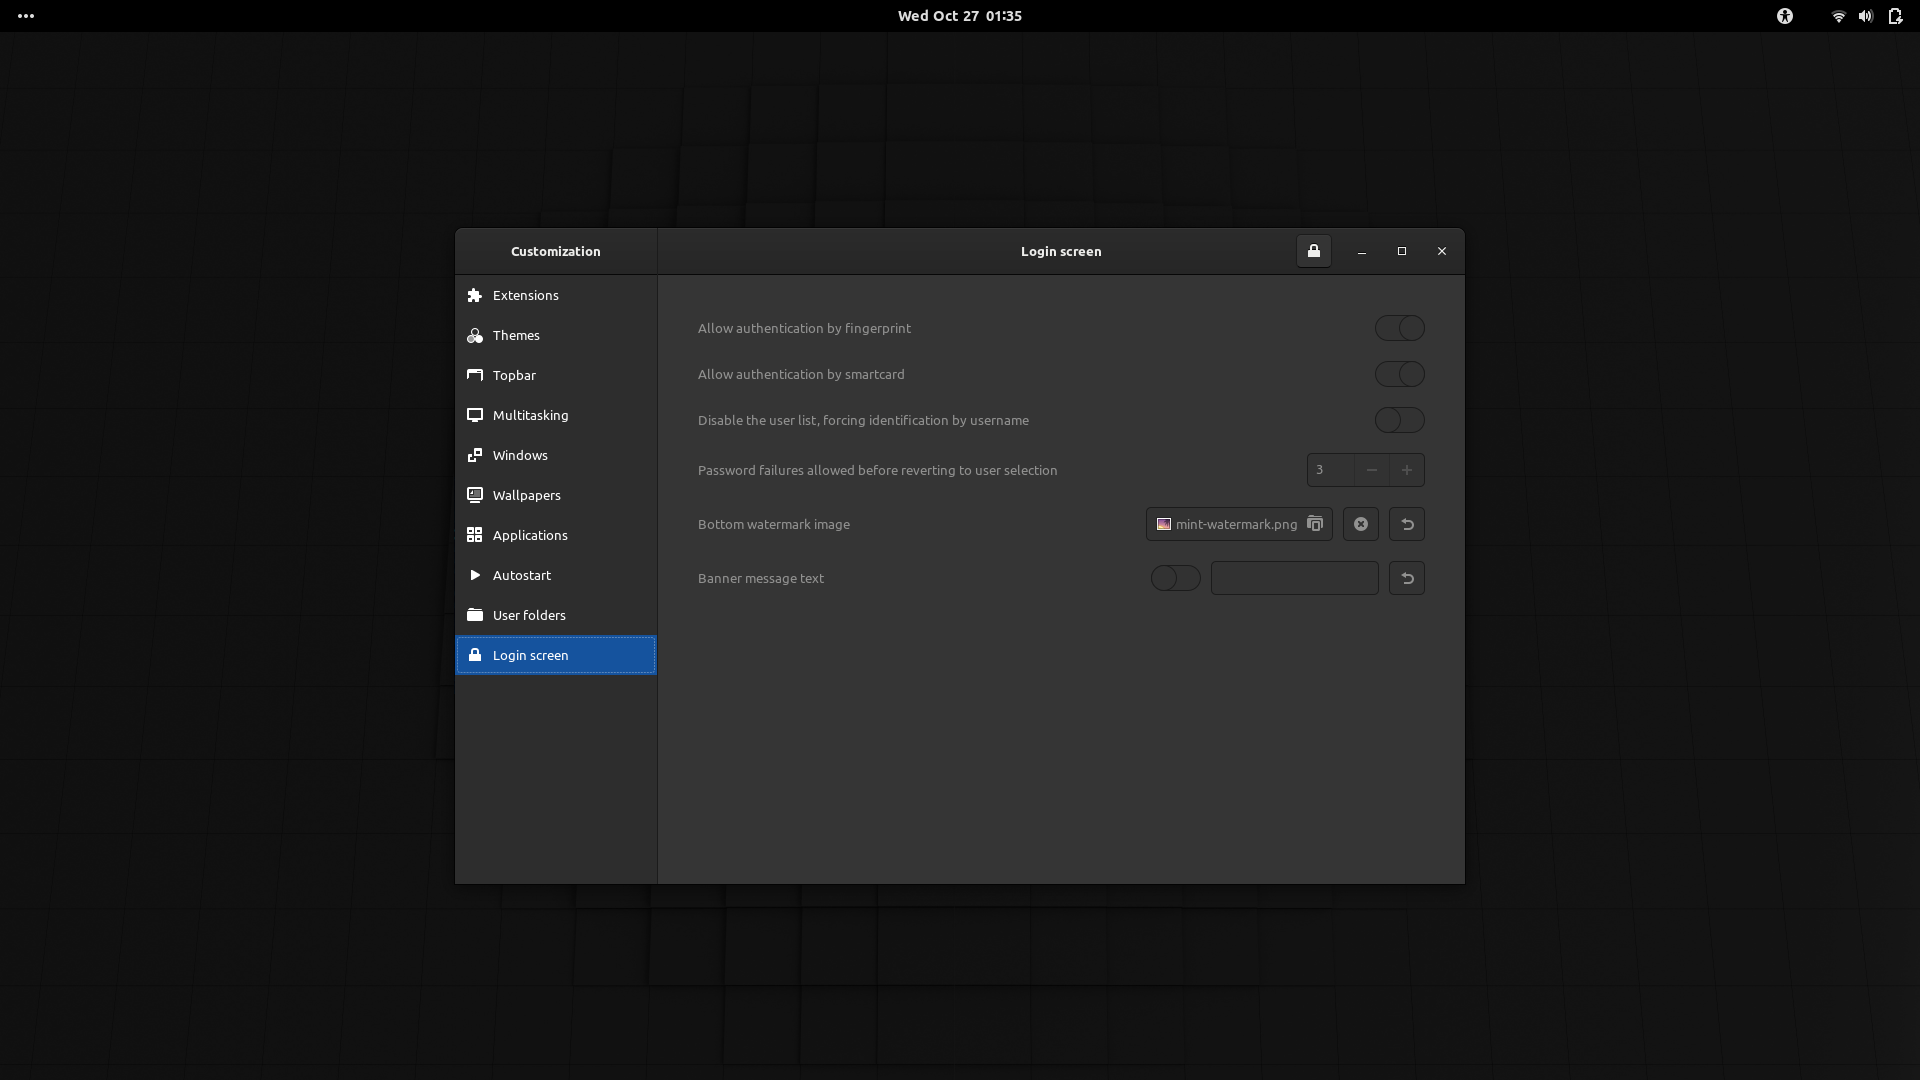 Wed Oct 27 01:35
Customization
Login screen
Extensions
Themes
Topbar
Multitasking
Windows
Wallpapers
Applications
Autostart
User folders
Login screen
Allow authentication by fingerprint
Allow authentication by smartcard
Disable the user list, forcing identification by username
Password failures allowed before reverting to user selection
3
Bottom watermark image
mint-watermark.png
Banner message text